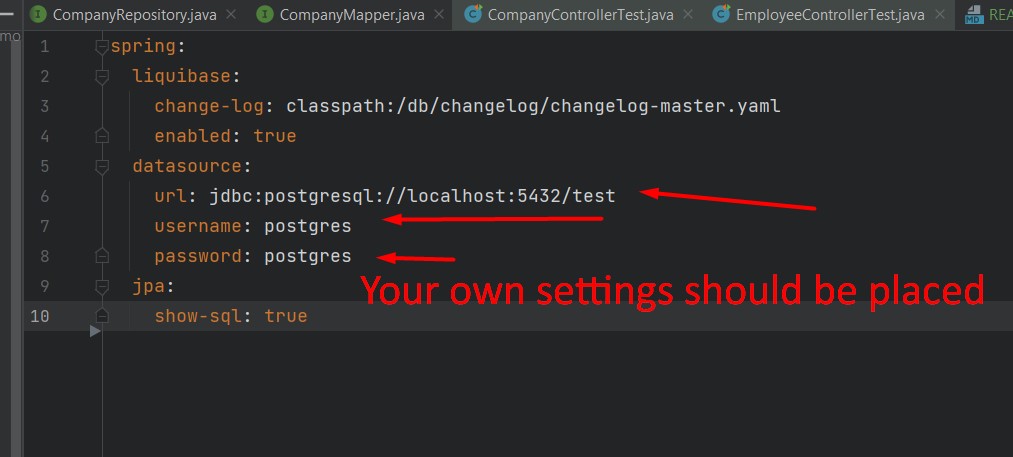 CompanyRepository.java
CompanyMapper.java
CompanyControllerTest.java
EmployeeControllerTest.java
MD REA
mo
1 spring:
2 liquibase:
3 change-log: classpath:/db/changelog/changelog-master.yaml
4 enabled: true
5 datasource:
6 url: jdbc:postgresql://localhost:5432/test
7 username: postgres
8 password: postgres
9 jpa:
Your own settings should be placed
10 show-sql: true